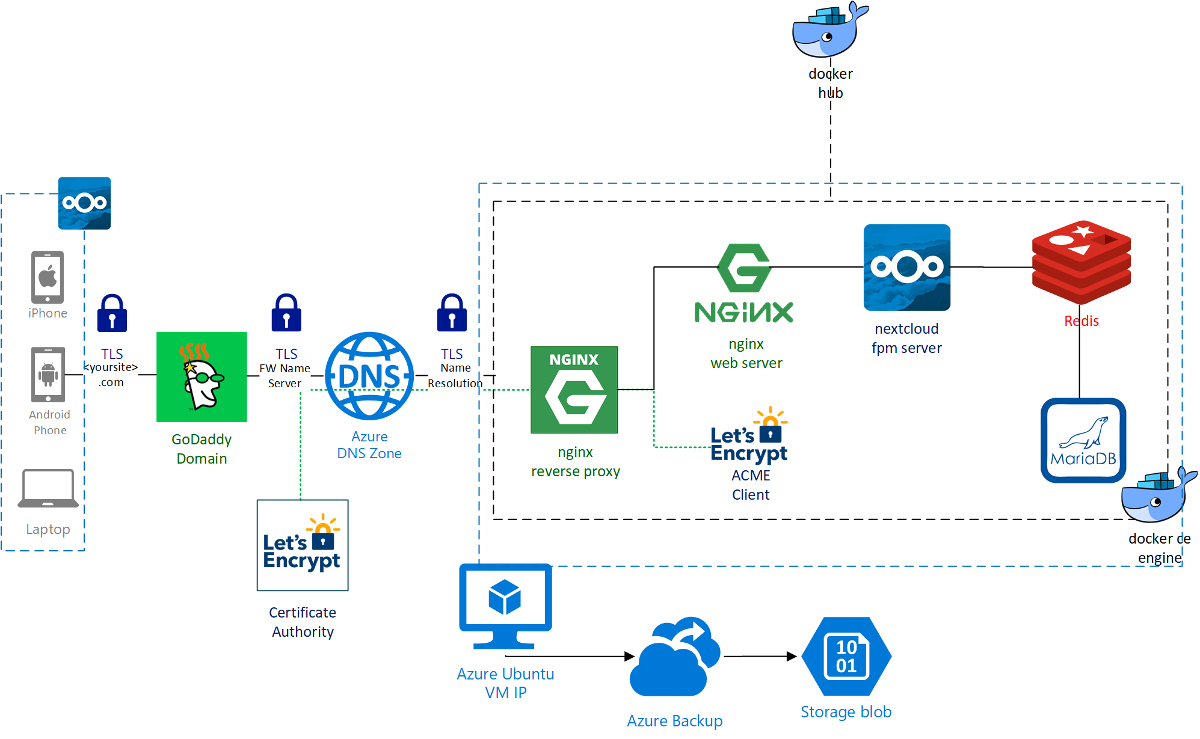 docker
hub
iPhone
Android
Phone
Laptop
TLS
<yoursite>
.com
GoDaddy
Domain
TLS
FW Name
Server
DNS
Azure
DNS Zone
TLS
Name
Resolution
Let's
Encrypt
Certificate
Authority
NGINX
nginx
reverse proxy
NGINX
nginx
web server
Let's
Encrypt
ACME
Client
nextcloud
fpm server
Redis
MariaDB
docker ce
engine
Azure Ubuntu
VM IP
Azure Backup
10
01
Storage blob